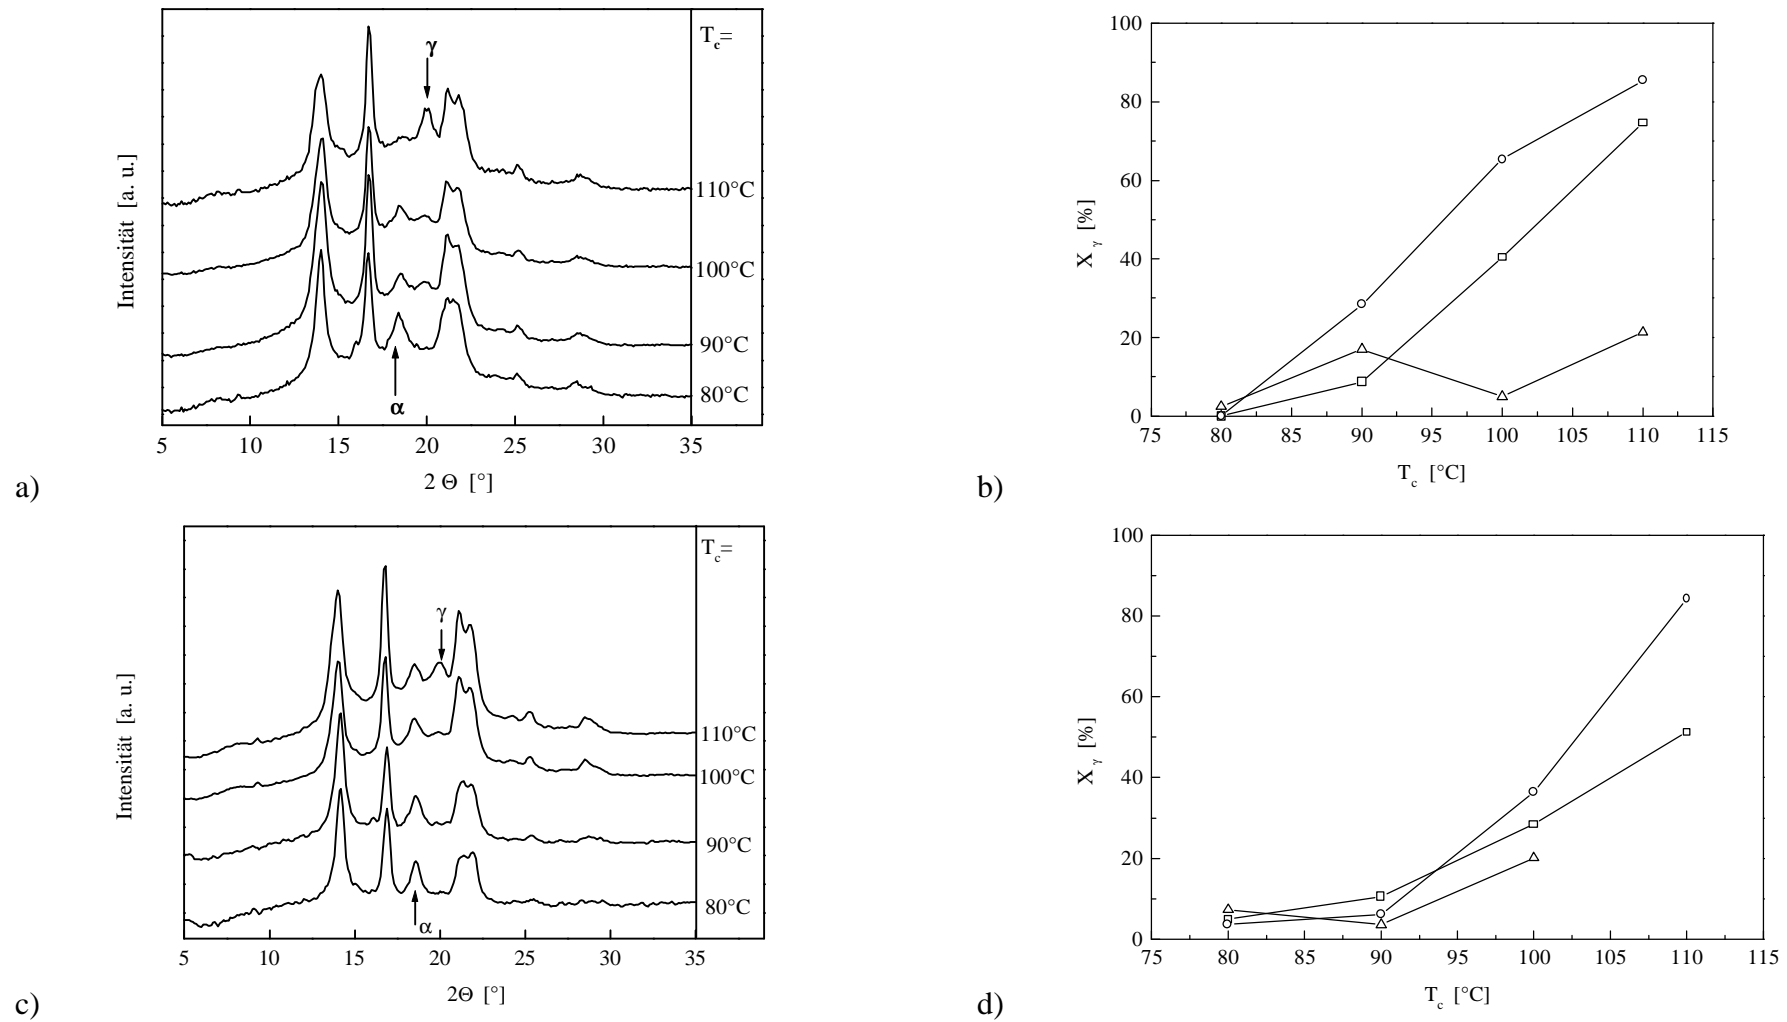 T_c=
γ
110°C
100°C
90°C
80°C
α
Intensität [a. u.]
5 10 15 20 25 30 35
2 Θ [°]
a)
100
80
60
40
20
0
X_γ [%]
75 80 85 90 95 100 105 110 115
T_c [°C]
b)
T_c=
γ
110°C
100°C
90°C
80°C
α
Intensität [a. u.]
5 10 15 20 25 30 35
2Θ [°]
c)
100
80
60
40
20
0
X_γ [%]
75 80 85 90 95 100 105 110 115
T_c [°C]
d)